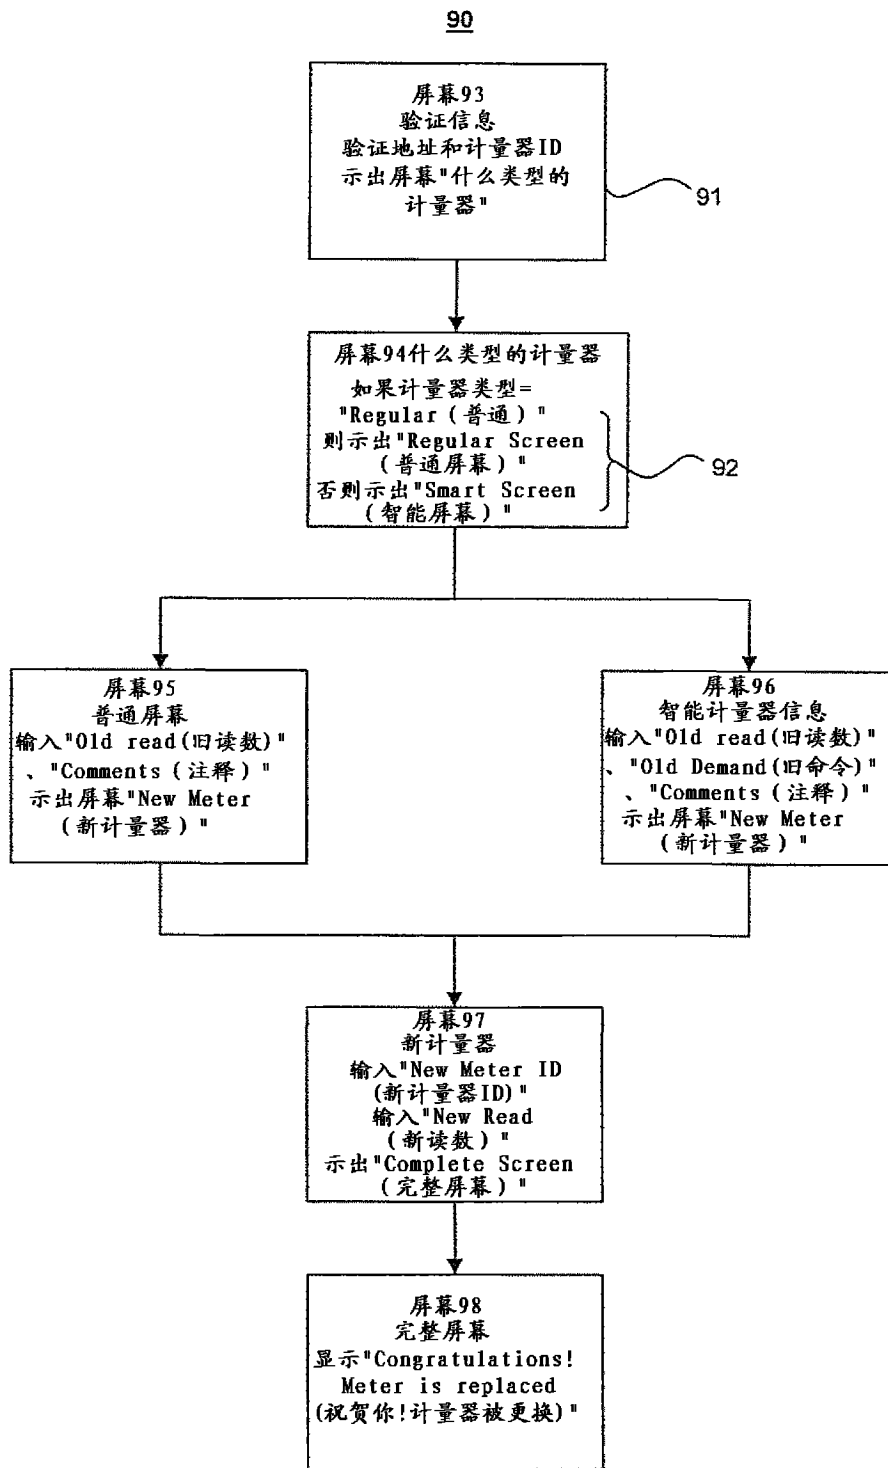 90
屏幕93
验证信息
验证地址和计量器ID
示出屏幕"什么类型的
计量器"
91
屏幕94什么类型的计量器
如果计量器类型=
"Regular（普通）"
则示出"Regular Screen
（普通屏幕）"
否则示出"Smart Screen
（智能屏幕）"
92
屏幕95
普通屏幕
输入"Old read(旧读数)"
、"Comments（注释）"
示出屏幕"New Meter
（新计量器）"
屏幕96
智能计量器信息
输入"Old read(旧读数)"
、"Old Demand(旧命令)"
、"Comments（注释）"
示出屏幕"New Meter
（新计量器）"
屏幕97
新计量器
输入"New Meter ID
(新计量器ID)"
输入"New Read
（新读数）"
示出"Complete Screen
（完整屏幕）"
屏幕98
完整屏幕
显示"Congratulations!
Meter is replaced
(祝贺你!计量器被更换)"